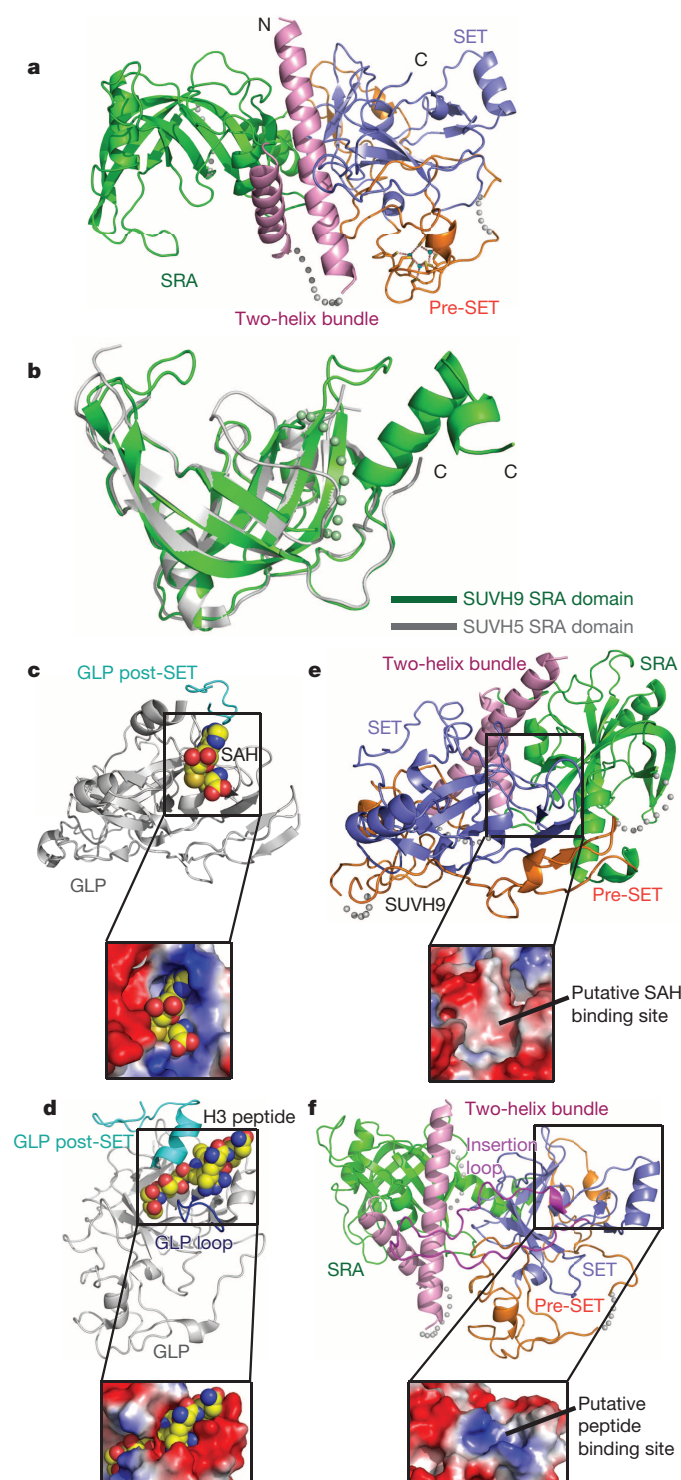 a
N
C
SET
SRA
Two-helix bundle
Pre-SET
b
C
C
SUVH9 SRA domain
SUVH5 SRA domain
c
GLP post-SET
SAH
GLP
e
Two-helix bundle
SRA
SET
SUVH9
Pre-SET
Putative SAH
binding site
d
H3 peptide
GLP post-SET
GLP loop
GLP
f
Two-helix bundle
Insertion
loop
SRA
SET
Pre-SET
Putative
peptide
binding site